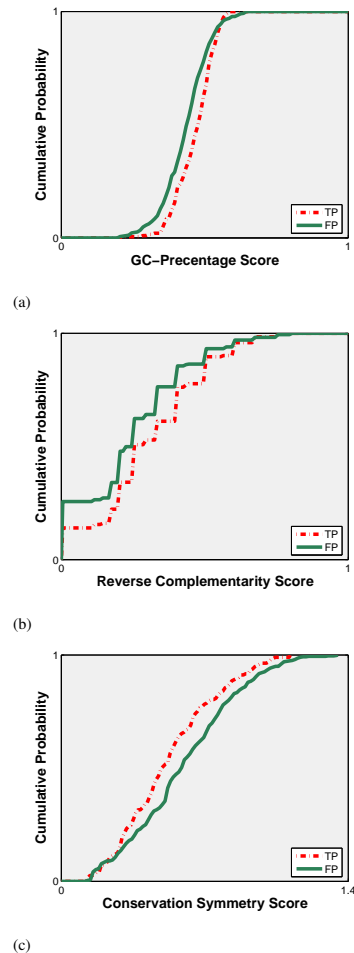 1
Cumulative Probability
TP
FP
0
0
1
GC−Precentage Score
(a)
1
Cumulative Probability
TP
FP
0
0
1
Reverse Complementarity Score
(b)
1
Cumulative Probability
TP
FP
0
0
1.4
Conservation Symmetry Score
(c)